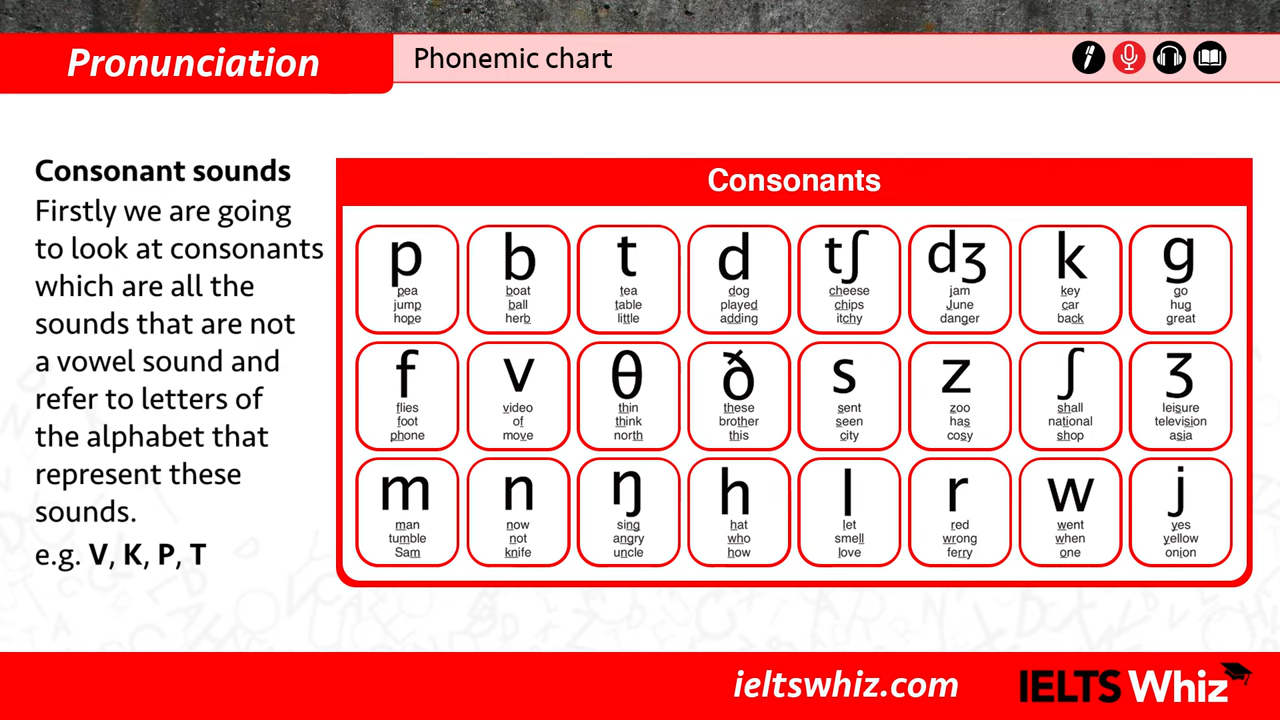 Pronunciation
Phonemic chart
Consonant sounds
Firstly we are going
to look at consonants
which are all the
sounds that are not
a vowel sound and
refer to letters of
the alphabet that
represent these
sounds.
e.g. V, K, P, T
Consonants
p b t d tʃ dʒ k g
pea boat tea dog cheese jam key go
jump ball table played chips June car hug
hope herb little adding itchy danger back great
f v θ ð s z ʃ ʒ
flies video thin these sent zoo shall leisure
foot of think brother seen has national television
phone move north this city cosy shop asia
m n ŋ h l r w j
man now sing hat let red went yes
tumble not angry who smell wrong when yellow
Sam knife uncle how love ferry one onion
ieltswhiz.com
IELTS Whiz